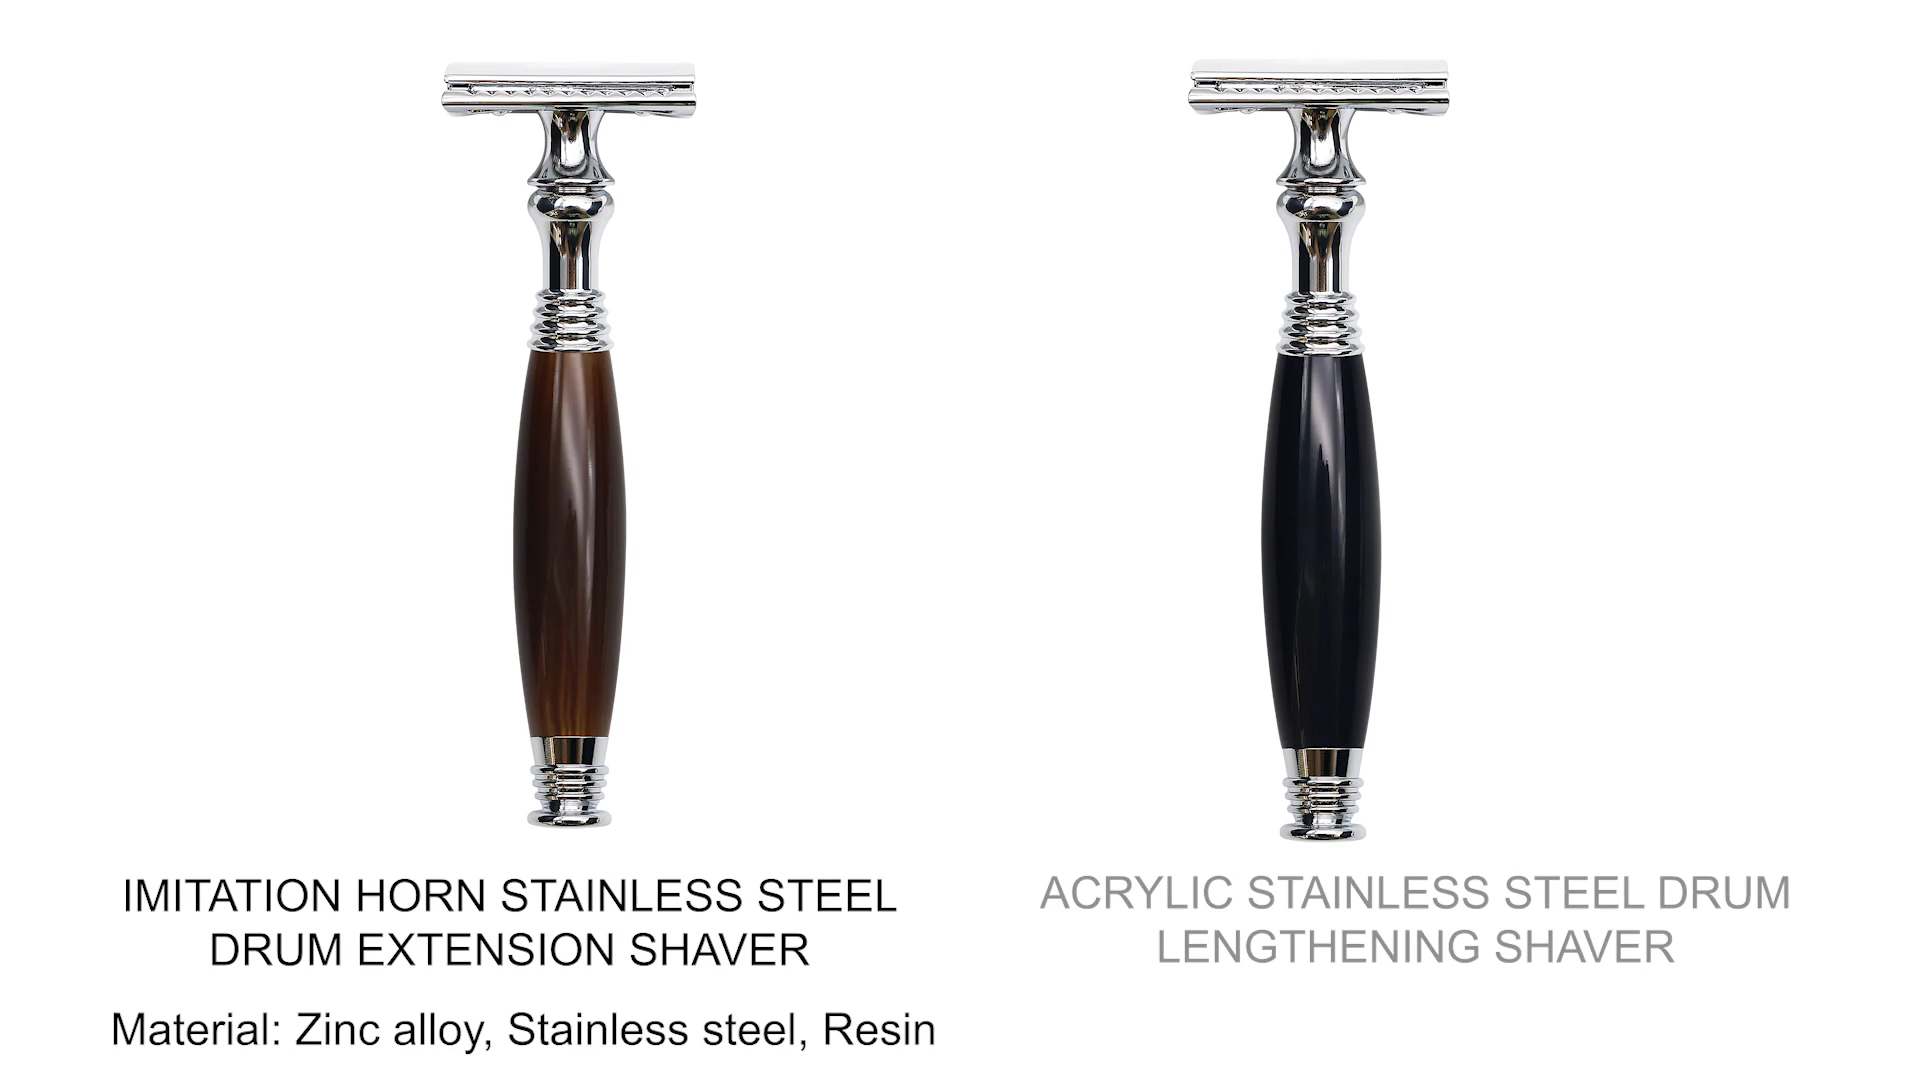 IMITATION HORN STAINLESS STEEL
DRUM EXTENSION SHAVER
Material: Zinc alloy, Stainless steel, Resin
ACRYLIC STAINLESS STEEL DRUM
LENGTHENING SHAVER